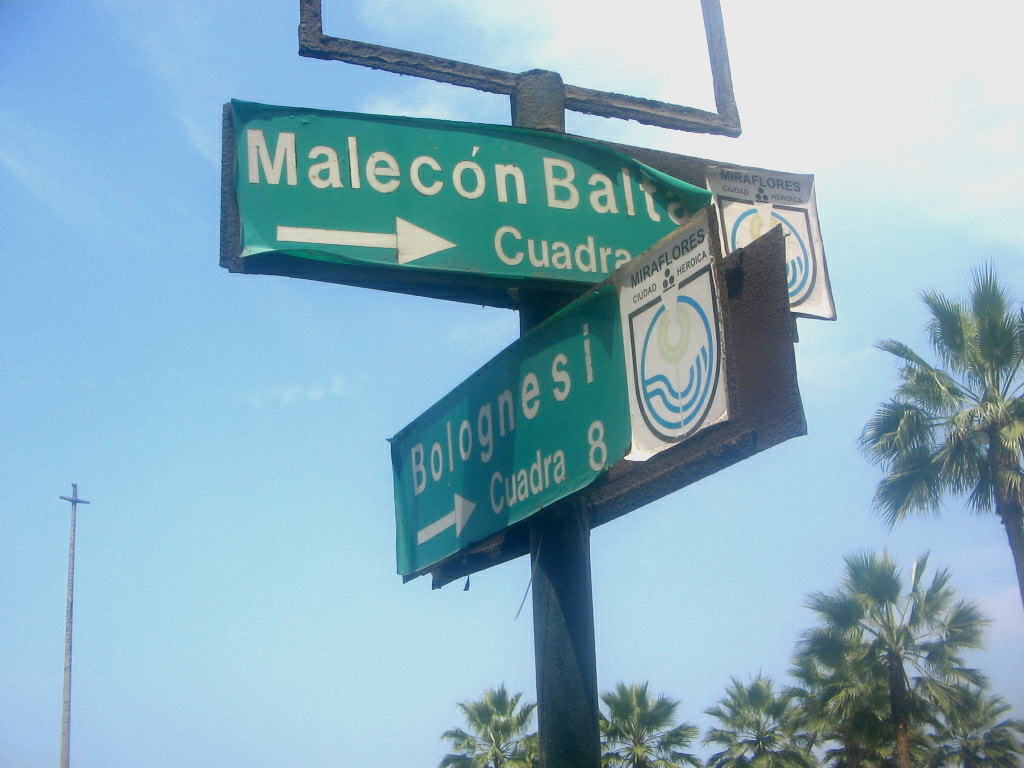 Malecón Balta
Cuadra
MIRAFLORES
CIUDAD HEROICA
Bolognesi
Cuadra 8
MIRAFLORES
CIUDAD HEROICA